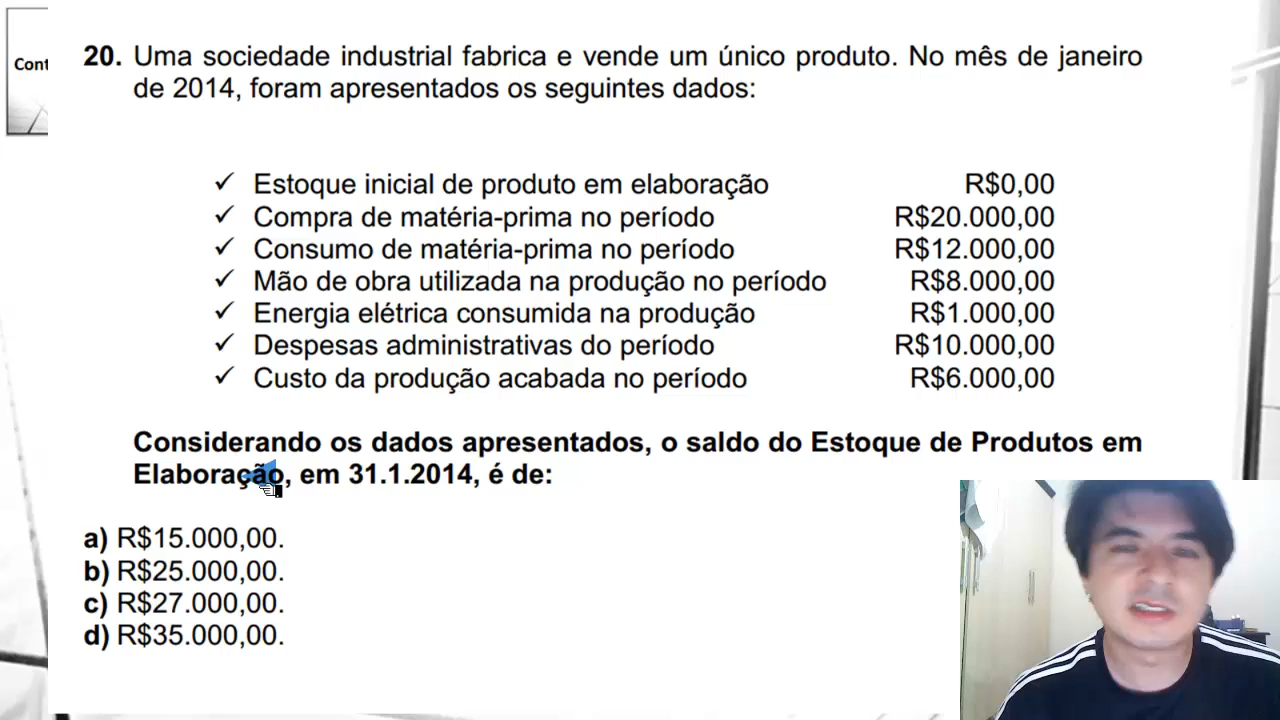 Cont
20. Uma sociedade industrial fabrica e vende um único produto. No mês de janeiro
de 2014, foram apresentados os seguintes dados:
✓ Estoque inicial de produto em elaboração R$0,00
✓ Compra de matéria-prima no período R$20.000,00
✓ Consumo de matéria-prima no período R$12.000,00
✓ Mão de obra utilizada na produção no período R$8.000,00
✓ Energia elétrica consumida na produção R$1.000,00
✓ Despesas administrativas do período R$10.000,00
✓ Custo da produção acabada no período R$6.000,00
Considerando os dados apresentados, o saldo do Estoque de Produtos em
Elaboração, em 31.1.2014, é de:
a) R$15.000,00.
b) R$25.000,00.
c) R$27.000,00.
d) R$35.000,00.